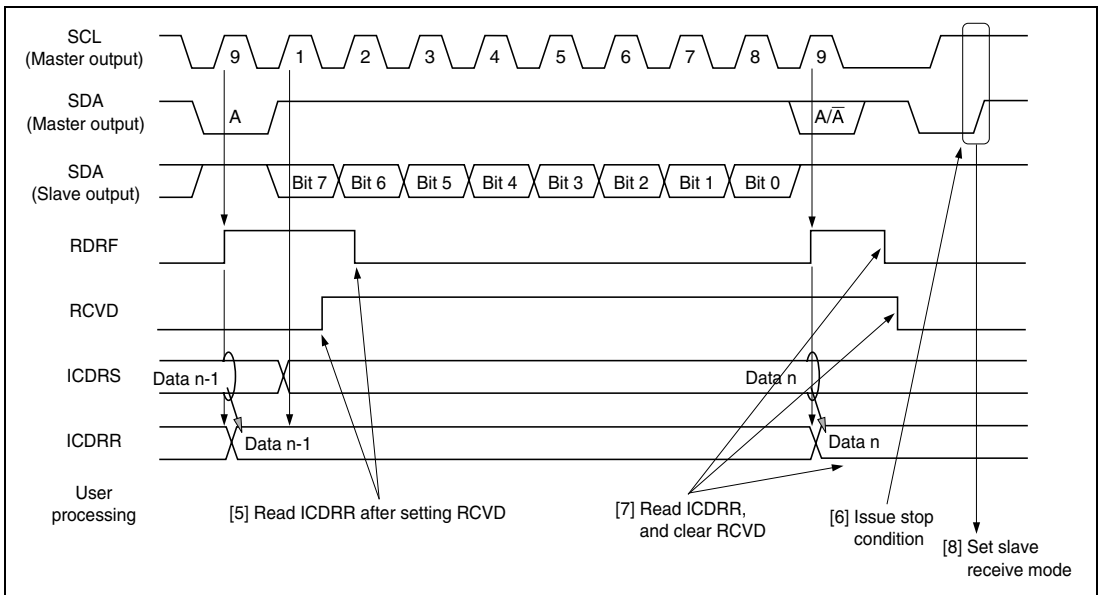 SCL
(Master output)
9 1 2 3 4 5 6 7 8 9
SDA
(Master output)
A A/A̅
SDA
(Slave output)
Bit 7 Bit 6 Bit 5 Bit 4 Bit 3 Bit 2 Bit 1 Bit 0
RDRF
RCVD
ICDRS
Data n-1 Data n
ICDRR
Data n-1 Data n
User
processing
[5] Read ICDRR after setting RCVD
[7] Read ICDRR,
and clear RCVD
[6] Issue stop
condition
[8] Set slave
receive mode